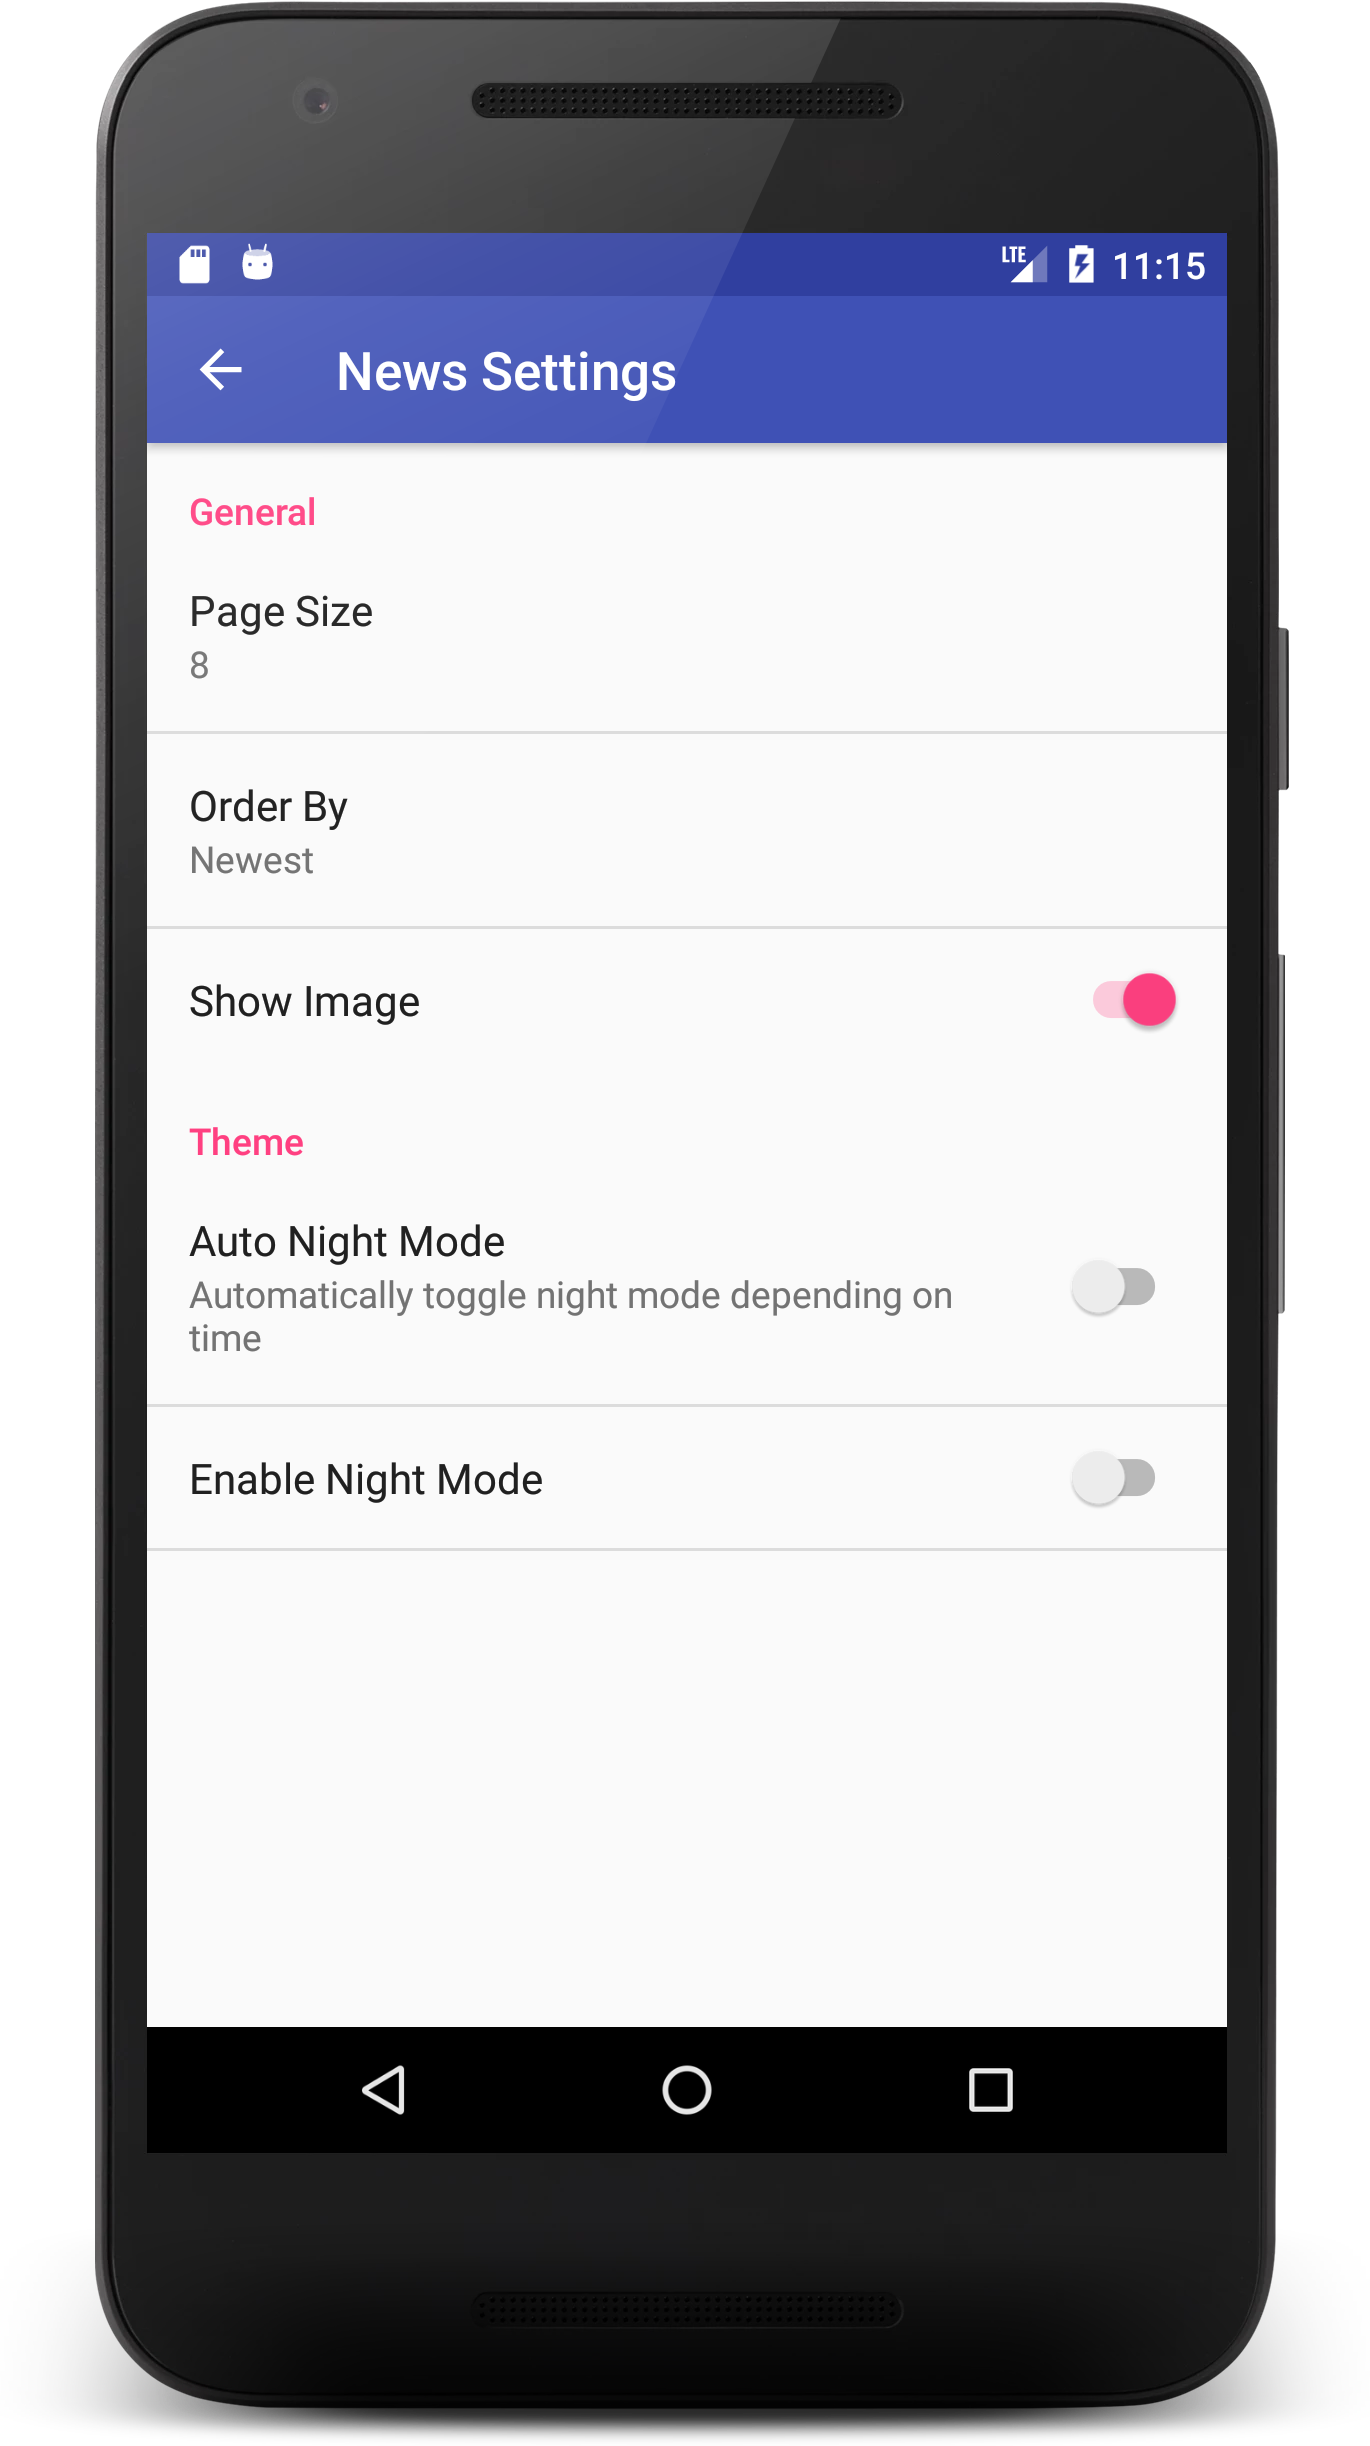 LTE 11:15
News Settings
General
Page Size
8
Order By
Newest
Show Image
Theme
Auto Night Mode
Automatically toggle night mode depending on
time
Enable Night Mode